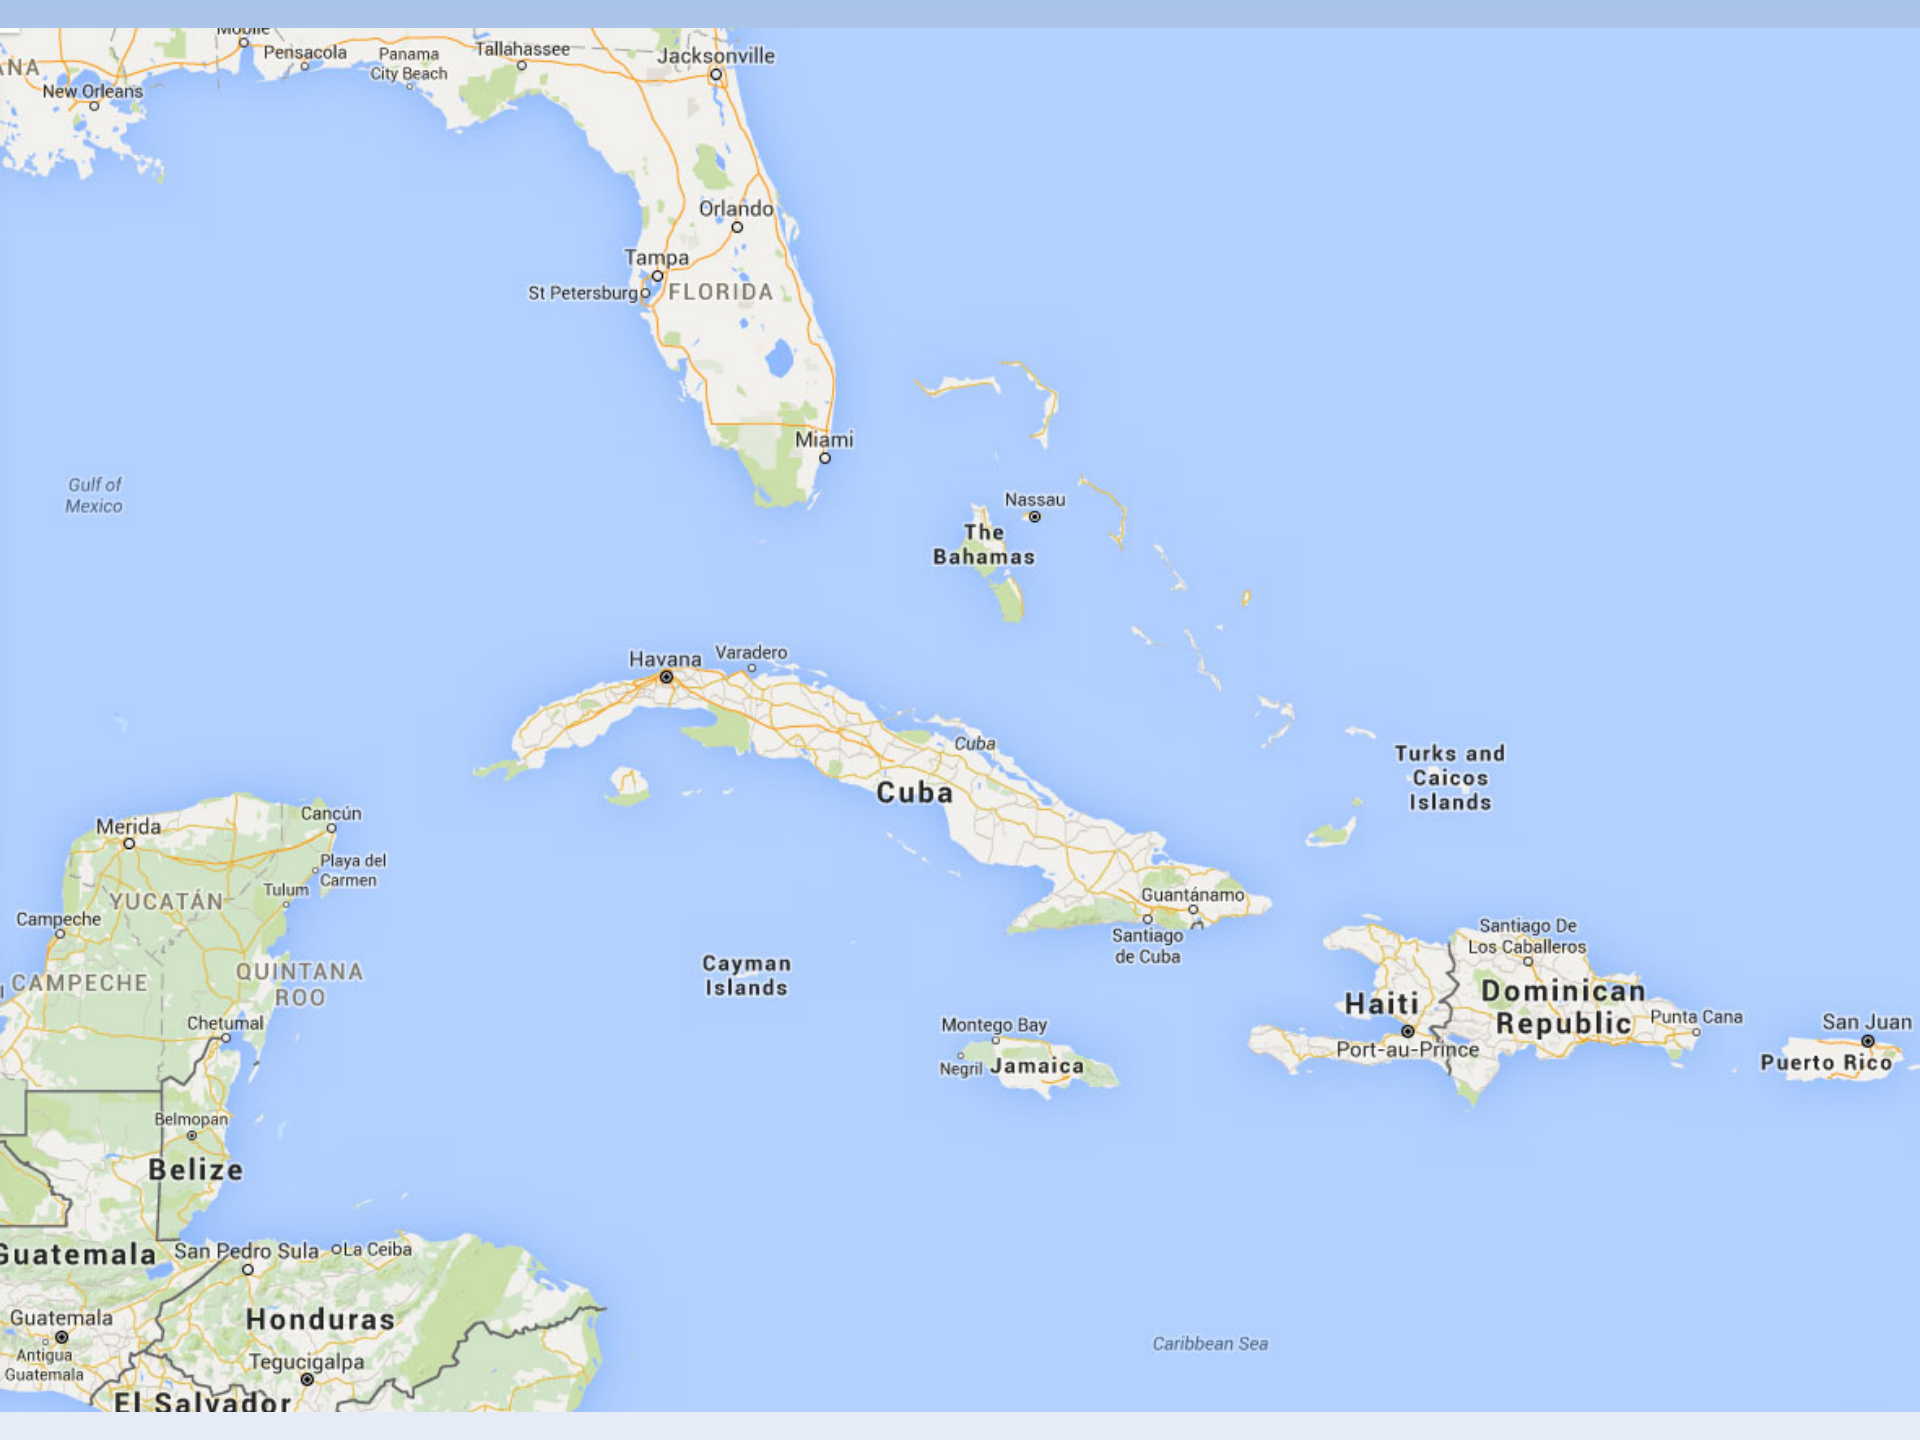 Mobile
Pensacola
Panama
City Beach
Tallahassee
Jacksonville
ANA
New Orleans
Orlando
Tampa
St Petersburg
FLORIDA
Miami
Gulf of
Mexico
Nassau
The
Bahamas
Havana
Varadero
Cuba
Cuba
Turks and
Caicos
Islands
Merida
Cancún
Playa del
Carmen
Tulum
YUCATÁN
Campeche
CAMPECHE
QUINTANA
ROO
Chetumal
Guantánamo
Santiago
de Cuba
Cayman
Islands
Santiago De
Los Caballeros
Haiti
Dominican
Republic
Punta Cana
Port-au-Prince
San Juan
Puerto Rico
Montego Bay
Negril
Jamaica
Belmopan
Belize
Guatemala
San Pedro Sula
La Ceiba
Honduras
Guatemala
Antigua
Guatemala
Tegucigalpa
El Salvador
Caribbean Sea